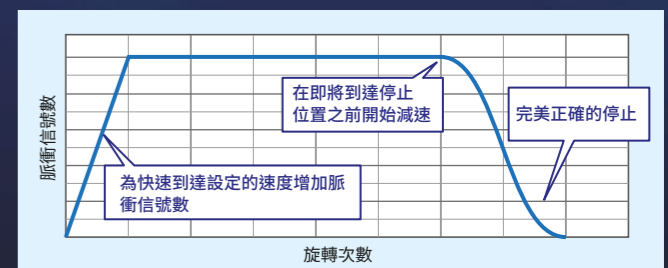 在即將到達停止
位置之前開始減速
完美正確的停止
為快速到達設定的速度增加脈
衝信號數
脈衝信號數
旋轉次數